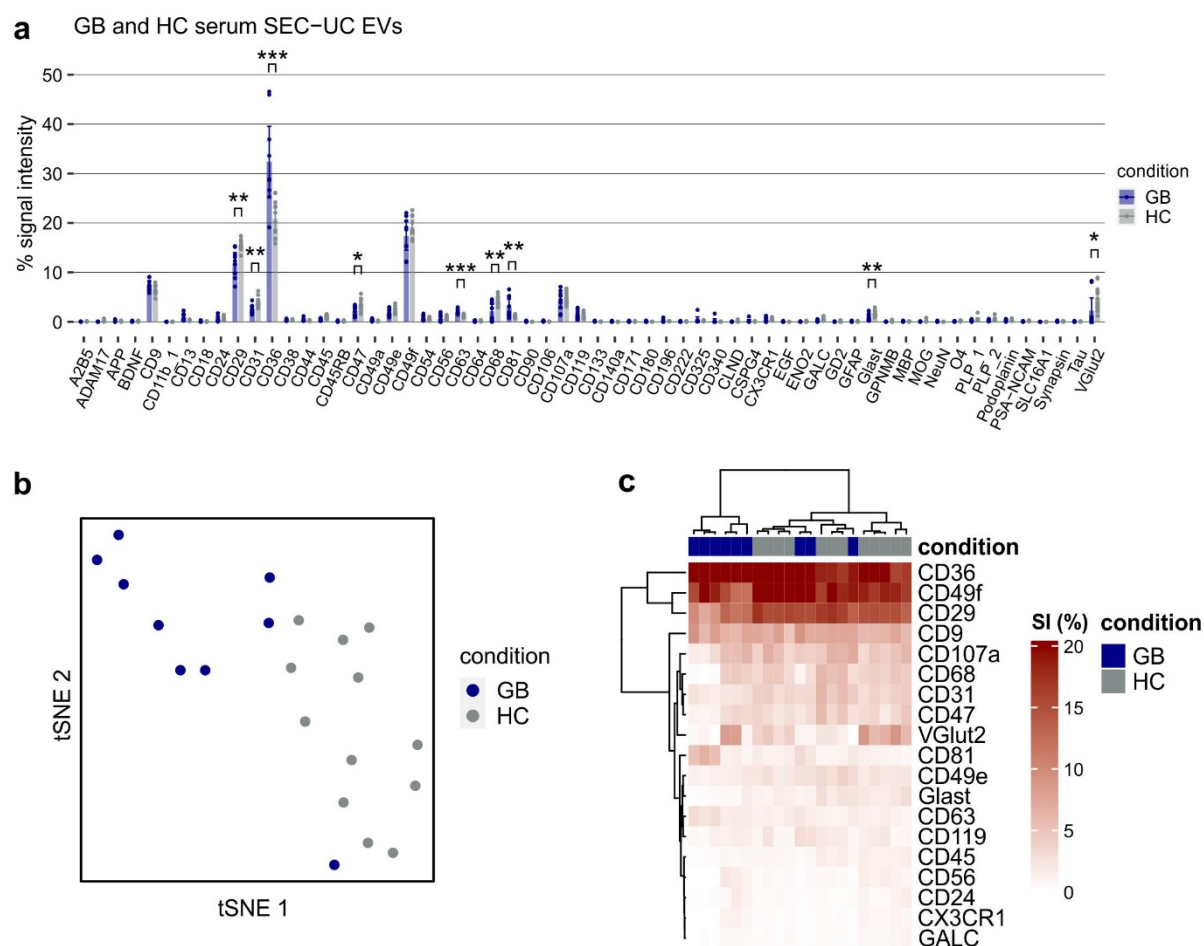 a
GB and HC serum SEC−UC EVs
% signal intensity
50
40
30
20
10
0
**
**
***
*
***
**
**
**
*
condition
GB
HC
A2B5
ADAM17
APP
BDNF
CD9
CD11b_1
CD13
CD18
CD24
CD29
CD31
CD36
CD38
CD44
CD45
CD45RB
CD47
CD49a
CD49e
CD49f
CD54
CD56
CD63
CD64
CD68
CD81
CD90
CD106
CD107a
CD119
CD133
CD140a
CD171
CD180
CD196
CD222
CD325
CD340
CLND
CSPG4
CX3CR1
EGF
ENO2
GALC
GD2
GFAP
Glast
GPNMB
MBP
MOG
NeuN
O4
PLP_1
PLP_2
Podoplanin
PSA−NCAM
SLC16A1
Synapsin
Tau
VGlut2
b
tSNE 2
tSNE 1
condition
GB
HC
c
condition
CD36
CD49f
CD29
CD9
CD107a
CD68
CD31
CD47
VGlut2
CD81
CD49e
Glast
CD63
CD119
CD45
CD56
CD24
CX3CR1
GALC
SI (%)
20
15
10
5
0
condition
GB
HC